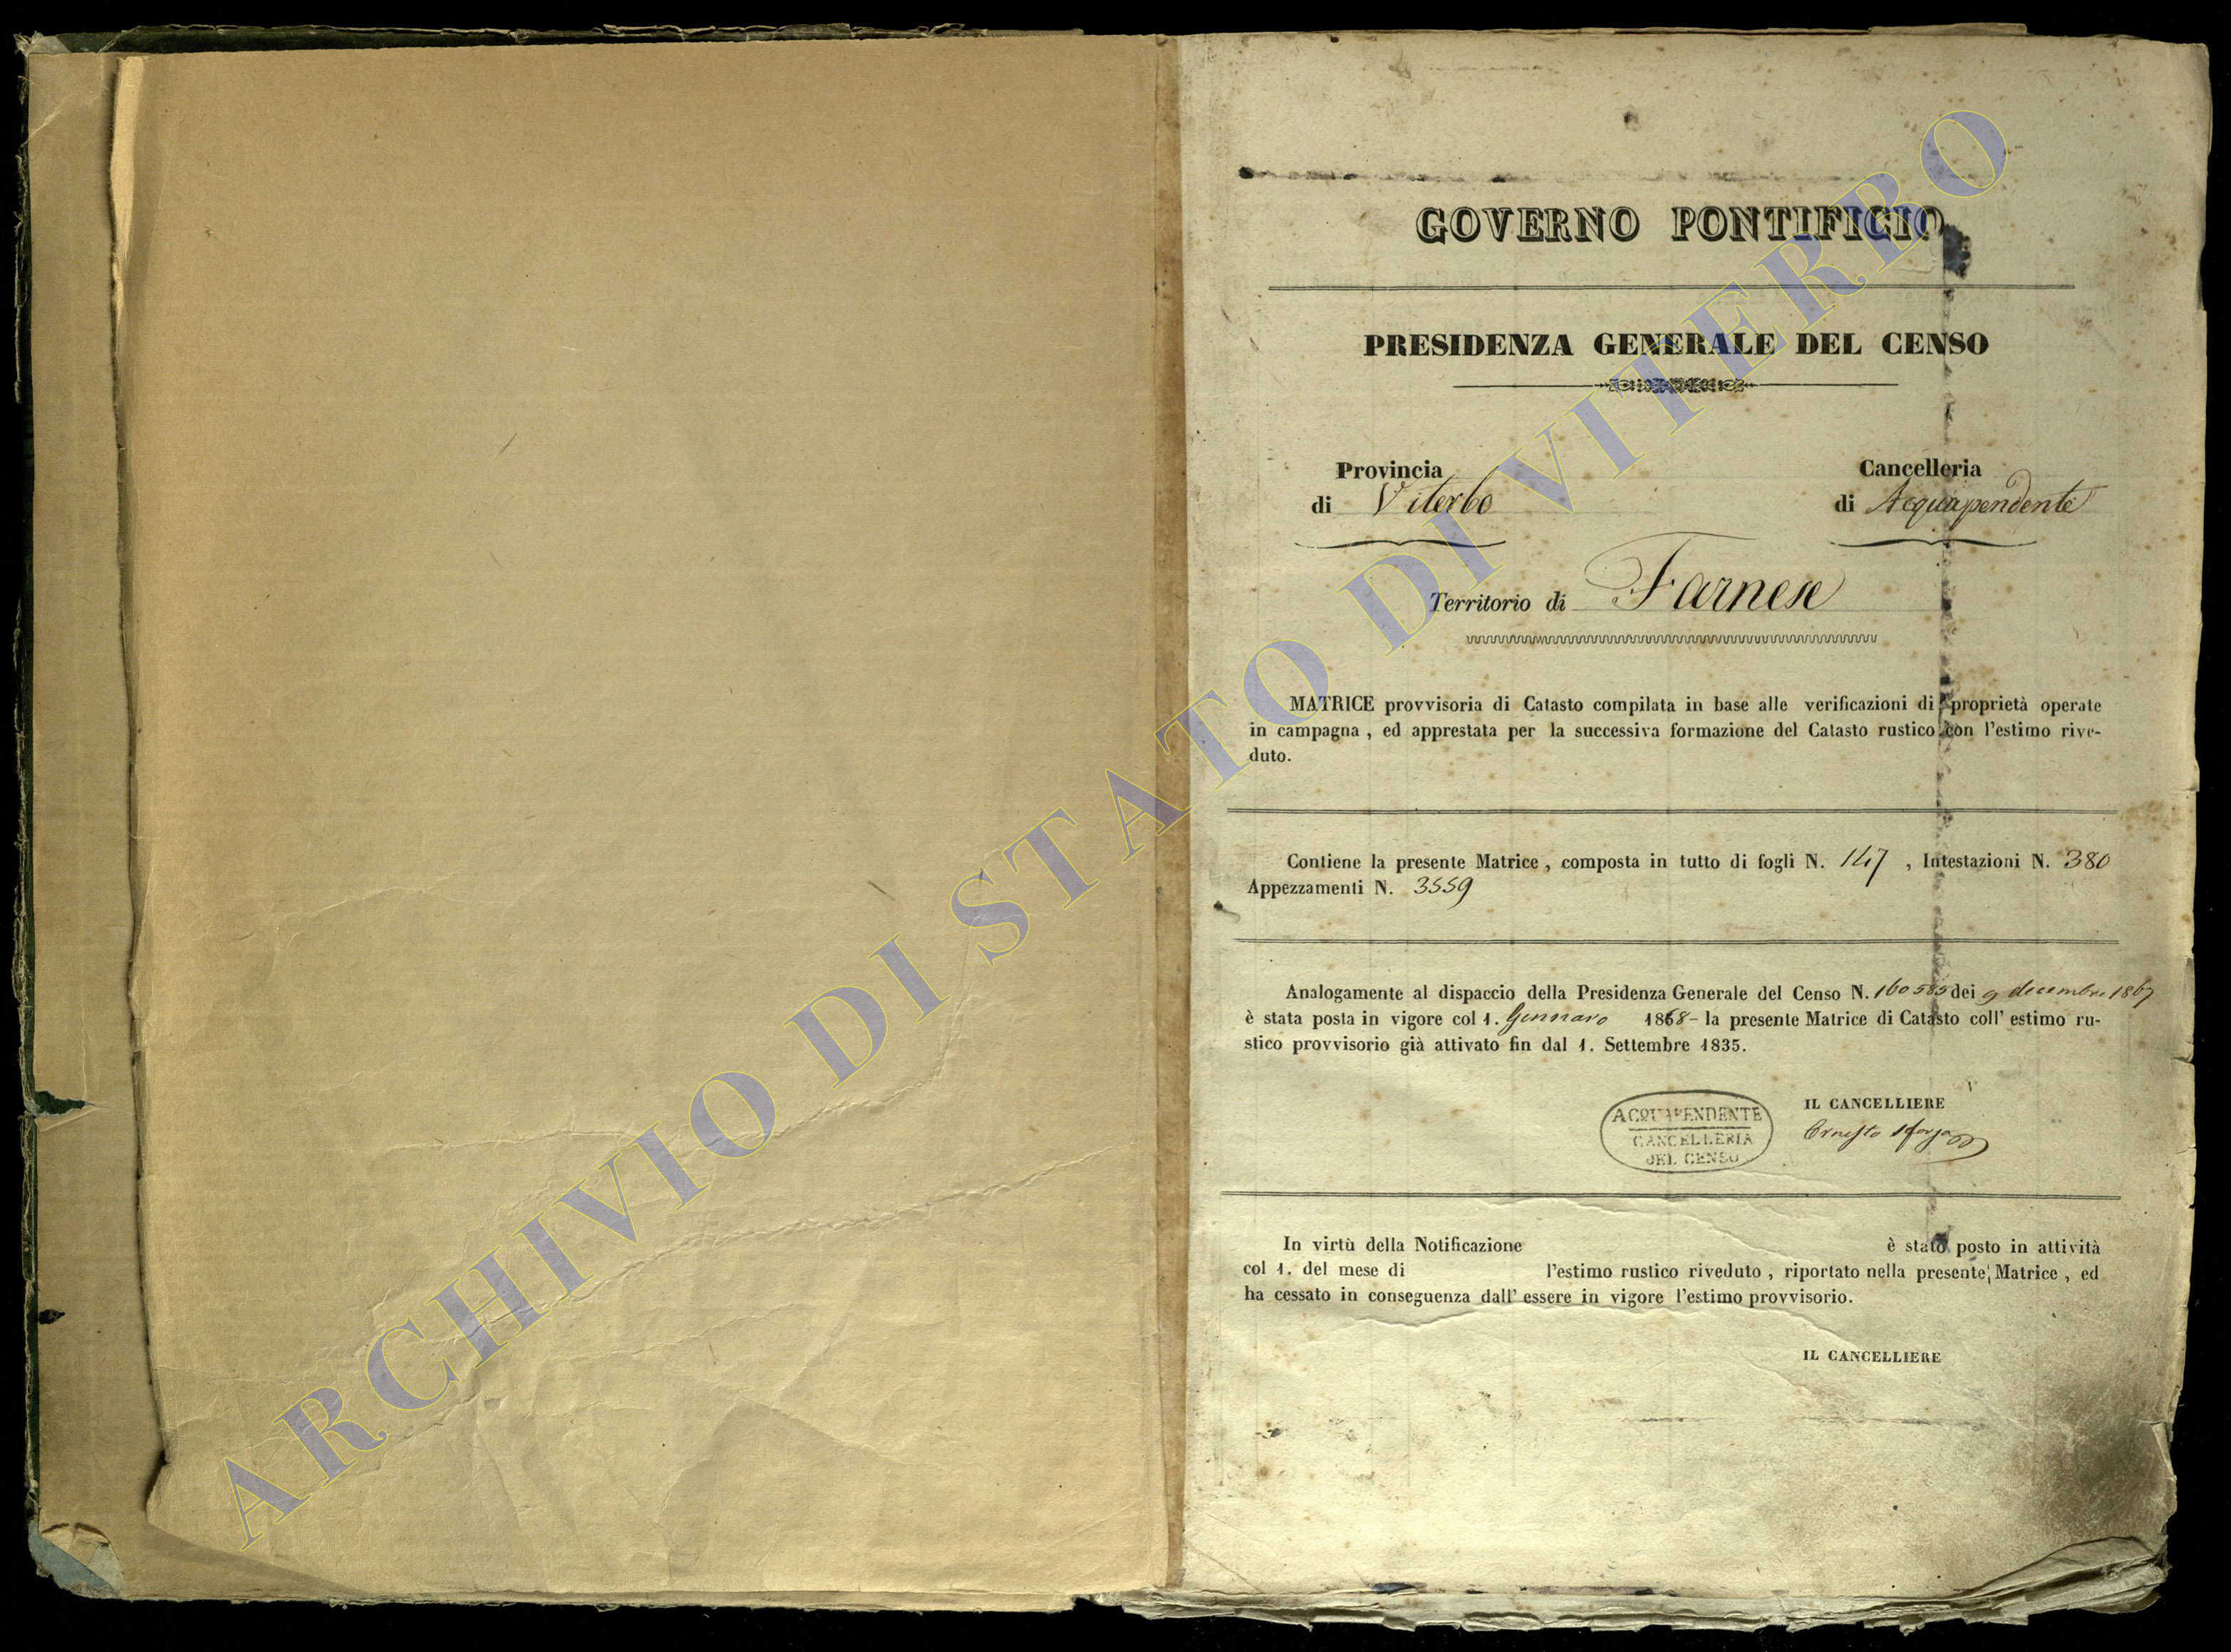 GOVERNO PONTIFICIO
PRESIDENZA GENERALE DEL CENSO
Provincia
di Viterbo
Cancelleria
di Acquapendente
Territorio di Farnese
MATRICE provvisoria di Catasto compilata in base alle verificazioni di proprietà operate
in campagna, ed apprestata per la successiva formazione del Catasto rustico con l'estimo rive-
duto.
Contiene la presente Matrice, composta in tutto di fogli N. 147, Intestazioni N. 380
Appezzamenti N. 3559
Analogamente al dispaccio della Presidenza Generale del Censo N. 160585 dei 9 decembre 1867
è stata posta in vigore col 1. Gennaro 1868 - la presente Matrice di Catasto coll' estimo ru-
stico provvisorio già attivato fin dal 1. Settembre 1835.
ACQUAPENDENTE
CANCELLERIA
DEL CENSO
IL CANCELLIERE
Ernesto Sforza
In virtù della Notificazione è stato posto in attività
col 1. del mese di l'estimo rustico riveduto, riportato nella presente Matrice, ed
ha cessato in conseguenza dall' essere in vigore l'estimo provvisorio.
IL CANCELLIERE
ARCHIVIO DI STATO DI VITERBO